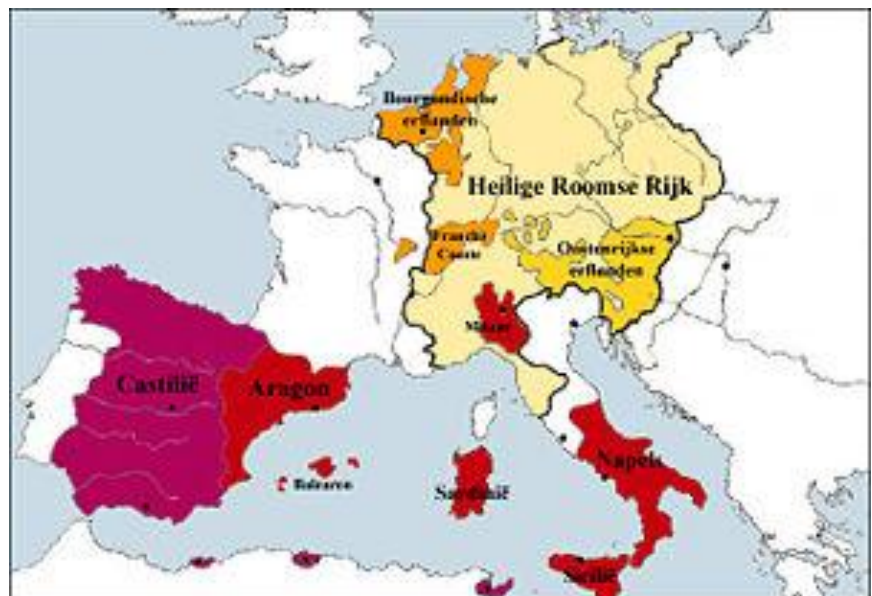 Bourgondische
erflanden
Heilige Roomse Rijk
Franche
Comte
Oostenrijkse
erflanden
Milaan
Castilië
Aragon
Napels
Balearen
Sardinië
Sicilië